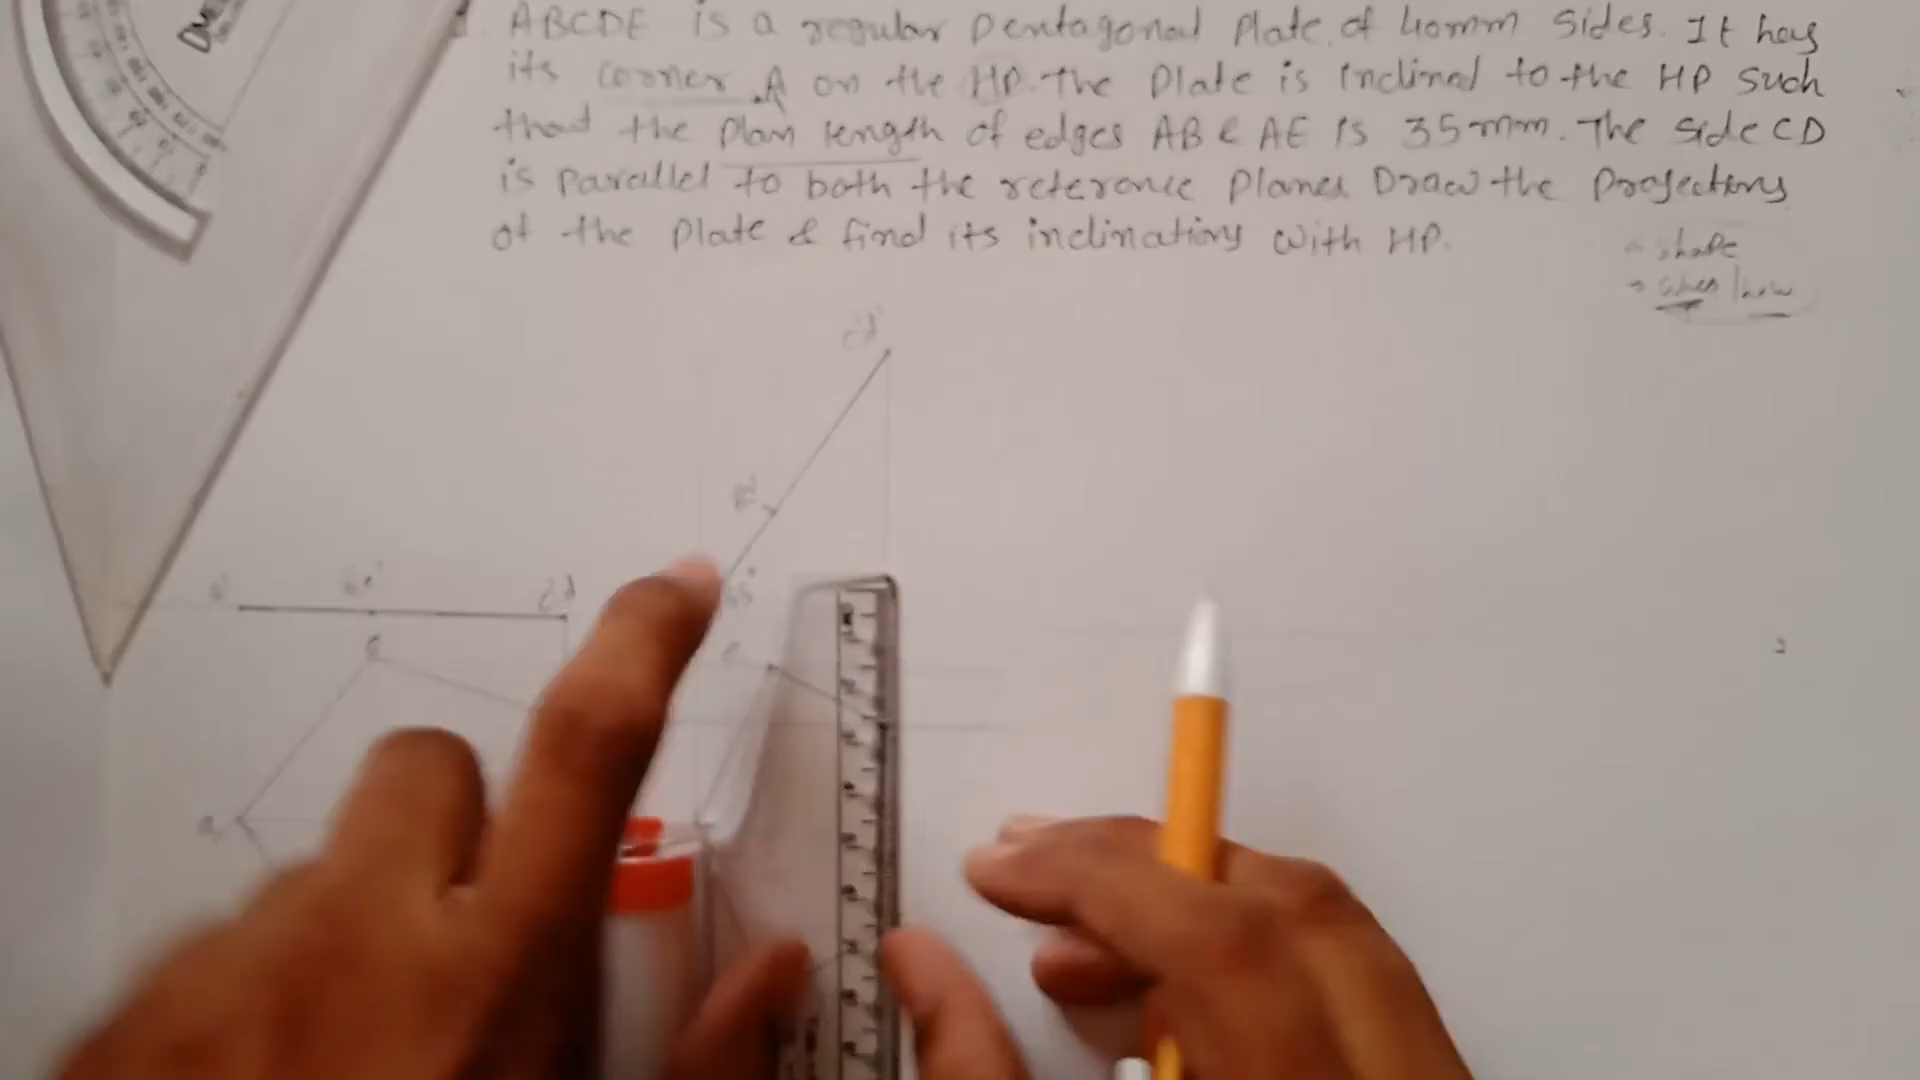 ABCDE is a regular Pentagonal Plate of 40mm Sides. It has
its corner A on the HP. The Plate is inclined to the HP Such
that the Plan length of edges AB & AE is 35mm. The Side CD
is Parallel to both the reference Planes Draw the Projections
of the Plate & find its inclinations with HP.
shape
c'd'
a'
e
e
a